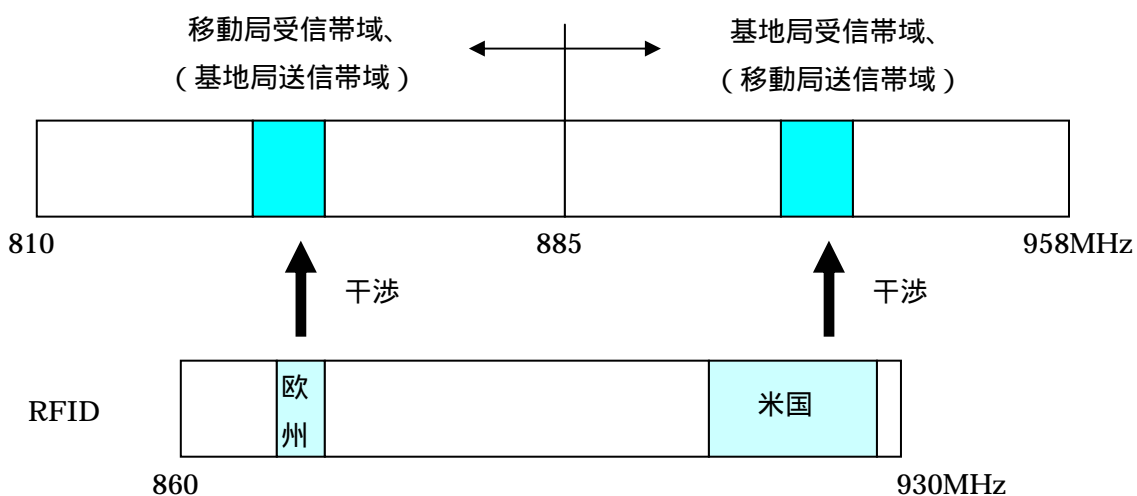 移動局受信帯域、
（基地局送信帯域）
基地局受信帯域、
（移動局送信帯域）
810
885
958MHz
干渉
干渉
RFID
欧
州
米国
860
930MHz